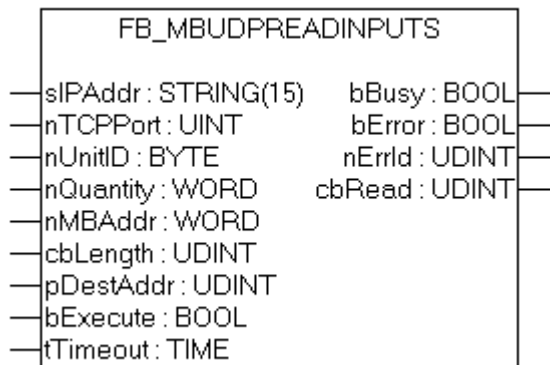 FB_MBUDPREADINPUTS
sIPAddr : STRING(15) bBusy : BOOL
nTCPPort : UINT bError : BOOL
nUnitID : BYTE nErrId : UDINT
nQuantity : WORD cbRead : UDINT
nMBAddr : WORD
cbLength : UDINT
pDestAddr : UDINT
bExecute : BOOL
tTimeout : TIME